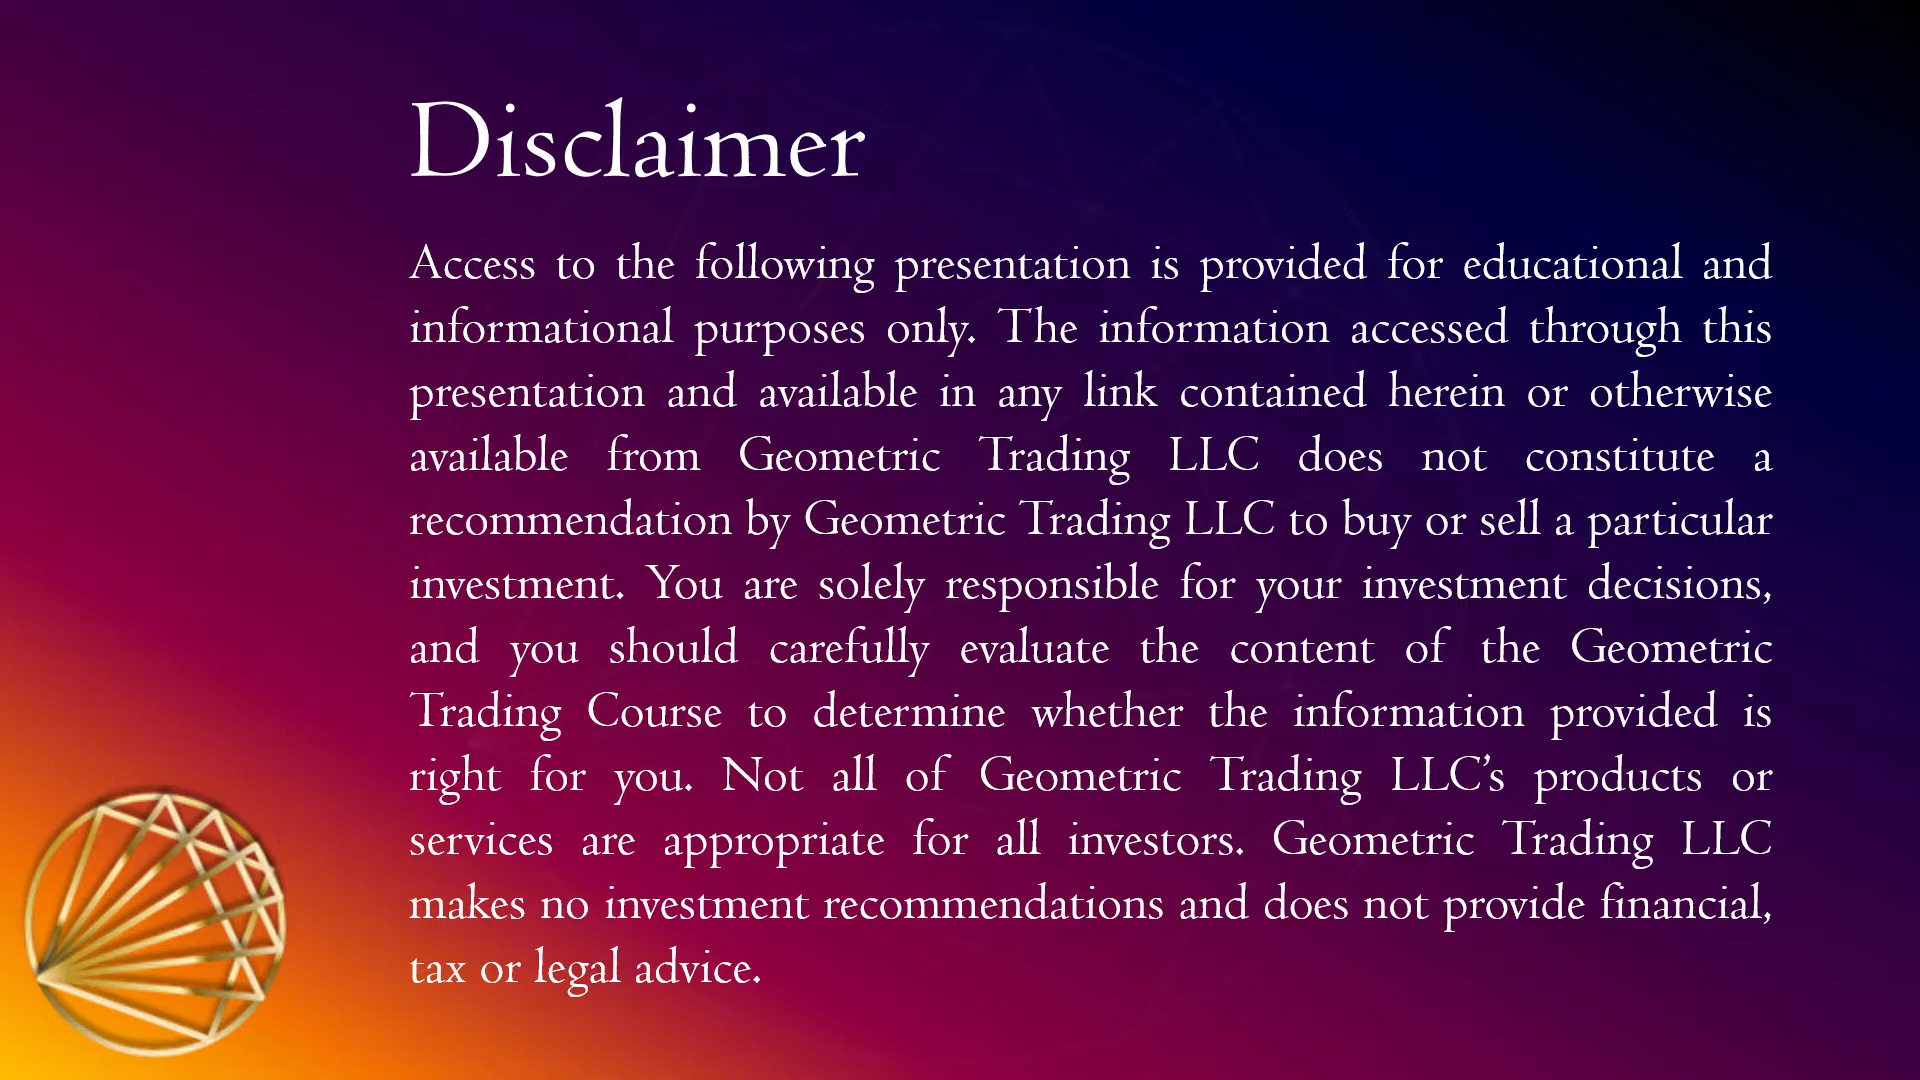 Disclaimer
Access to the following presentation is provided for educational and
informational purposes only. The information accessed through this
presentation and available in any link contained herein or otherwise
available from Geometric Trading LLC does not constitute a
recommendation by Geometric Trading LLC to buy or sell a particular
investment. You are solely responsible for your investment decisions,
and you should carefully evaluate the content of the Geometric
Trading Course to determine whether the information provided is
right for you. Not all of Geometric Trading LLC’s products or
services are appropriate for all investors. Geometric Trading LLC
makes no investment recommendations and does not provide financial,
tax or legal advice.